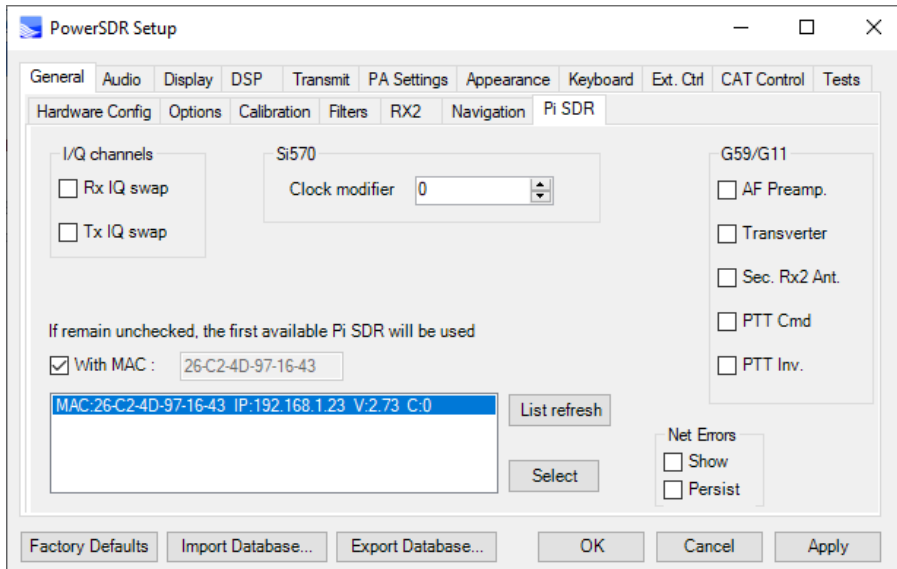 PowerSDR Setup
General Audio Display DSP Transmit PA Settings Appearance Keyboard Ext. Ctrl CAT Control Tests
Hardware Config Options Calibration Filters RX2 Navigation Pi SDR
I/Q channels
Rx IQ swap
Tx IQ swap
Si570
Clock modifier 0
G59/G11
AF Preamp.
Transverter
Sec. Rx2 Ant.
PTT Cmd
PTT Inv.
If remain unchecked, the first available Pi SDR will be used
With MAC : 26-C2-4D-97-16-43
MAC:26-C2-4D-97-16-43 IP:192.168.1.23 V:2.73 C:0
List refresh
Select
Net Errors
Show
Persist
Factory Defaults Import Database... Export Database... OK Cancel Apply